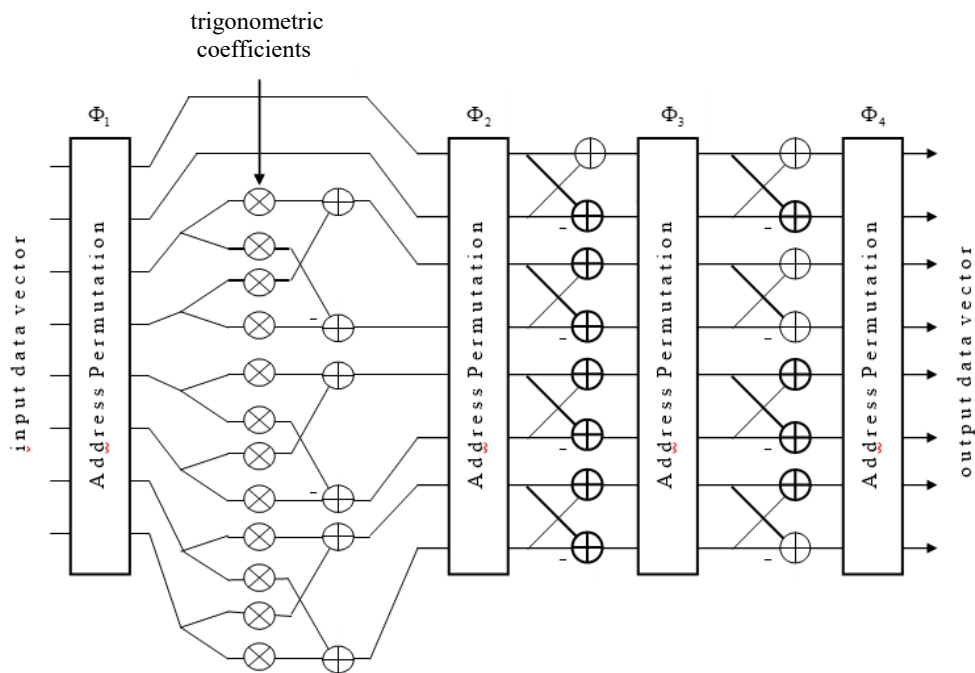 trigonometric
coefficients
Φ1
Φ2
Φ3
Φ4
input data vector
Address Permutation
Address Permutation
Address Permutation
Address Permutation
output data vector